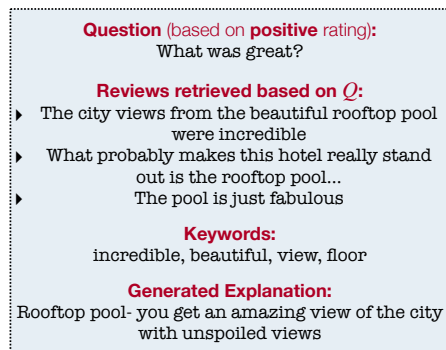 Question (based on positive rating):
What was great?
Reviews retrieved based on Q:
The city views from the beautiful rooftop pool
were incredible
What probably makes this hotel really stand
out is the rooftop pool...
The pool is just fabulous
Keywords:
incredible, beautiful, view, floor
Generated Explanation:
Rooftop pool- you get an amazing view of the city
with unspoiled views